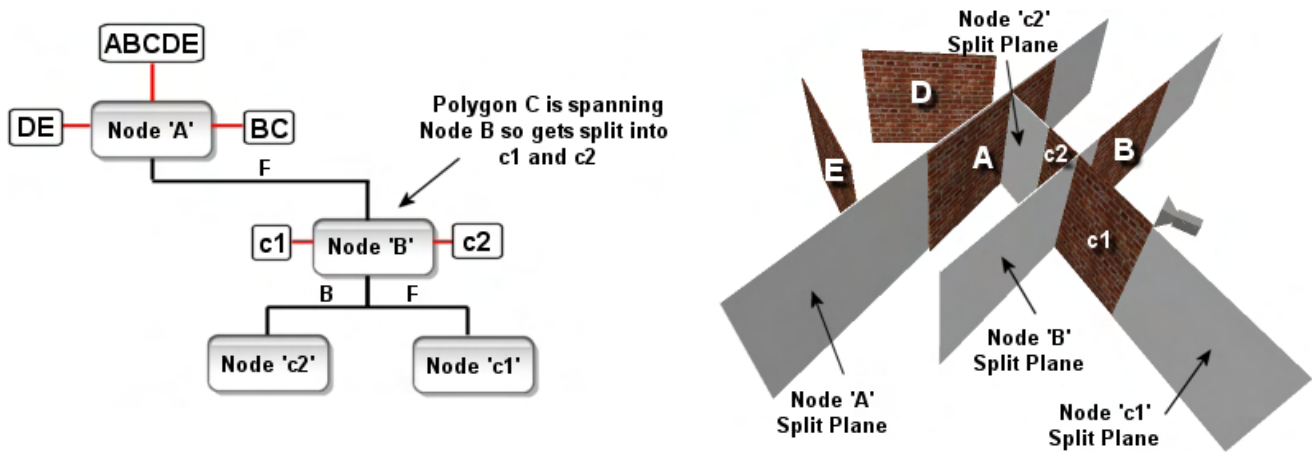 ABCDE
DE
Node 'A'
BC
F
Polygon C is spanning
Node B so gets split into
c1 and c2
c1
Node 'B'
c2
B
F
Node 'c2'
Node 'c1'
Node 'c2'
Split Plane
D
E
A
c2
B
c1
Node 'A'
Split Plane
Node 'B'
Split Plane
Node 'c1'
Split Plane